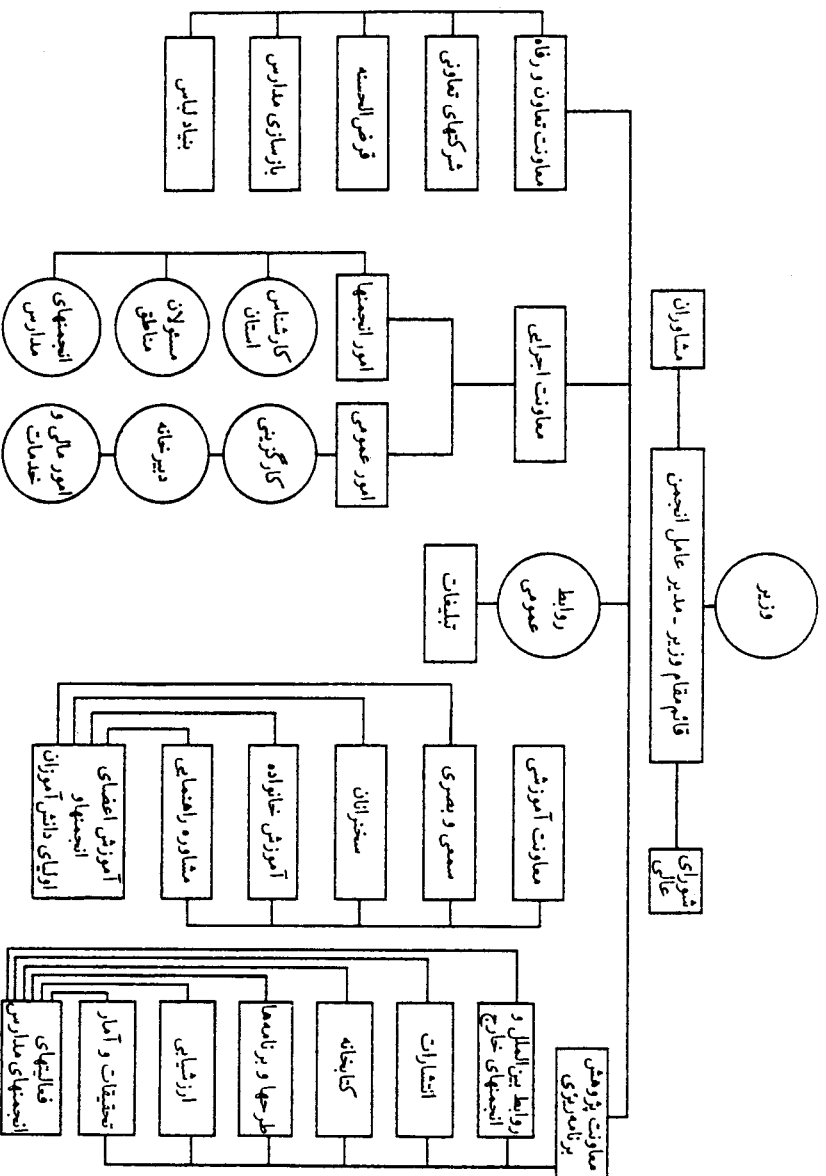 وزیر
مشاوران
قائم‌مقام وزیر ـ مدیر عامل انجمن
شورای
عالی
معاونت پژوهش
برنامه‌ریزی
روابط بین‌الملل و
انجمنهای خارج
انتشارات
کتابخانه
طرحها و برنامه‌ها
ارزشیابی
تحقیقات و آمار
فعالیتهای
انجمنهای مدارس
معاونت آموزشی
سمعی و بصری
سخنرانان
آموزش خانواده
مشاوره راهنمایی
آموزش اعضای
انجمنها و
اولیای دانش‌آموزان
روابط
عمومی
تبلیغات
معاونت اجرایی
امور عمومی
کارگزینی
دبیرخانه
امور مالی و
خدمات
امور انجمنها
کارشناس
استان
مسئولان
مناطق
انجمنهای
مدارس
معاونت تعاون و رفاه
شرکتهای تعاونی
قرض‌الحسنه
بازسازی مدارس
بنیاد لباس